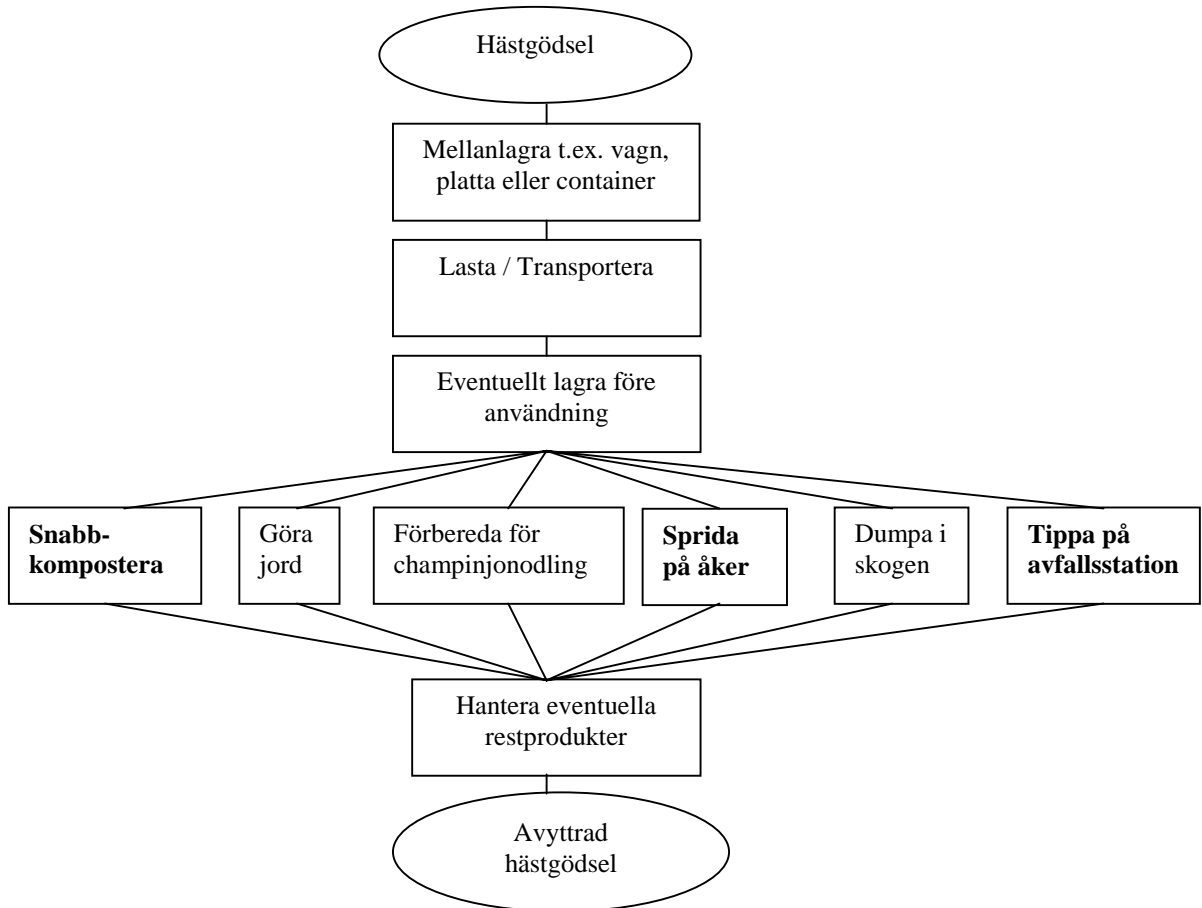 Hästgödsel
Mellanlagra t.ex. vagn,
platta eller container
Lasta / Transportera
Eventuellt lagra före
användning
Snabb-
kompostera
Göra
jord
Förbereda för
champinjonodling
Sprida
på åker
Dumpa i
skogen
Tippa på
avfallsstation
Hantera eventuella
restprodukter
Avyttrad
hästgödsel